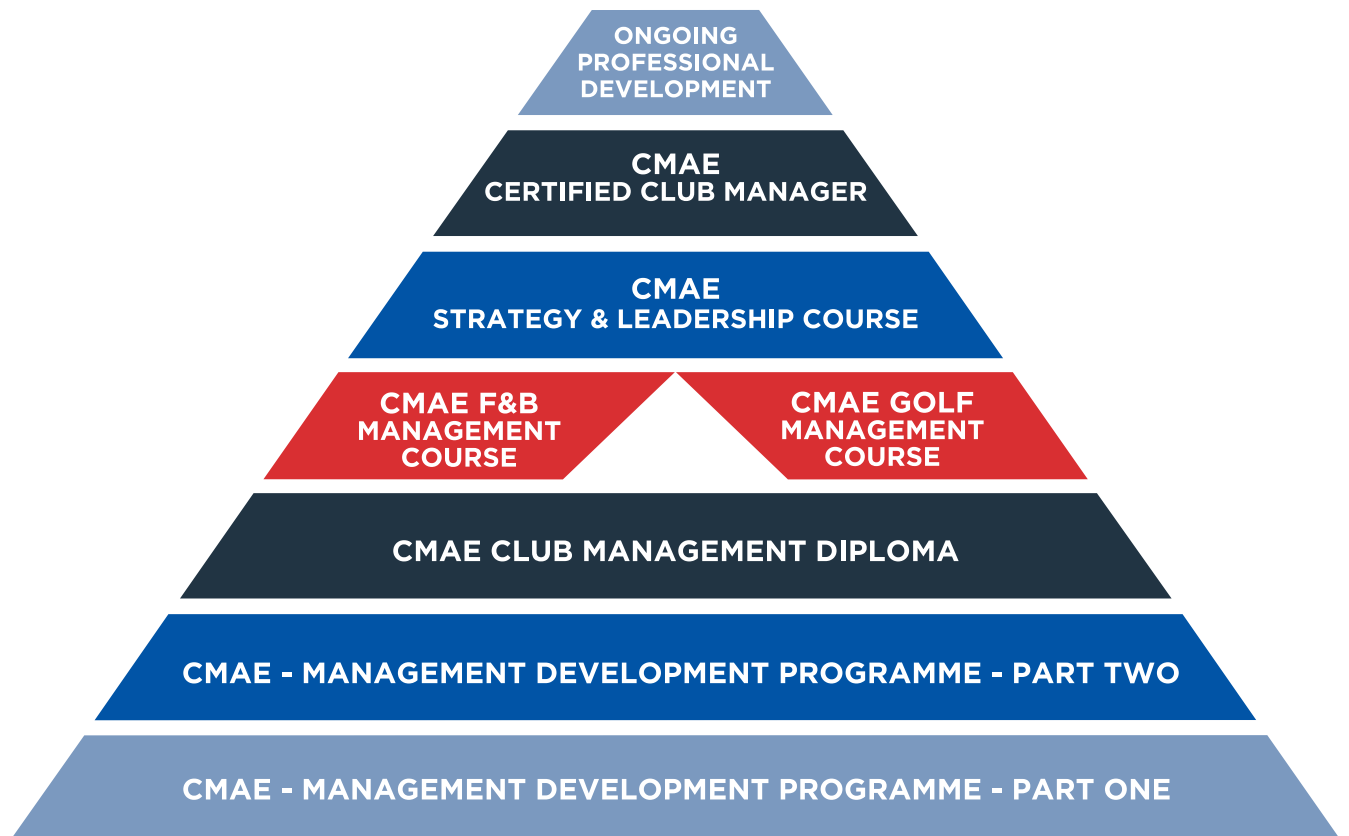 ONGOING
PROFESSIONAL
DEVELOPMENT
CMAE
CERTIFIED CLUB MANAGER
CMAE
STRATEGY & LEADERSHIP COURSE
CMAE F&B
MANAGEMENT
COURSE
CMAE GOLF
MANAGEMENT
COURSE
CMAE CLUB MANAGEMENT DIPLOMA
CMAE - MANAGEMENT DEVELOPMENT PROGRAMME - PART TWO
CMAE - MANAGEMENT DEVELOPMENT PROGRAMME - PART ONE